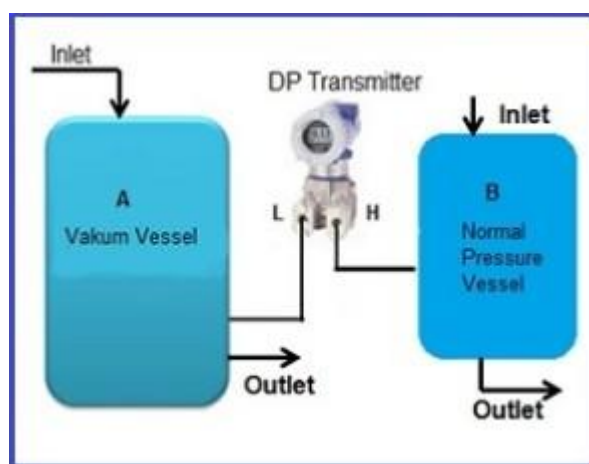 Inlet
DP Transmitter
Inlet
A
Vakum Vessel
L
H
B
Normal
Pressure
Vessel
Outlet
Outlet